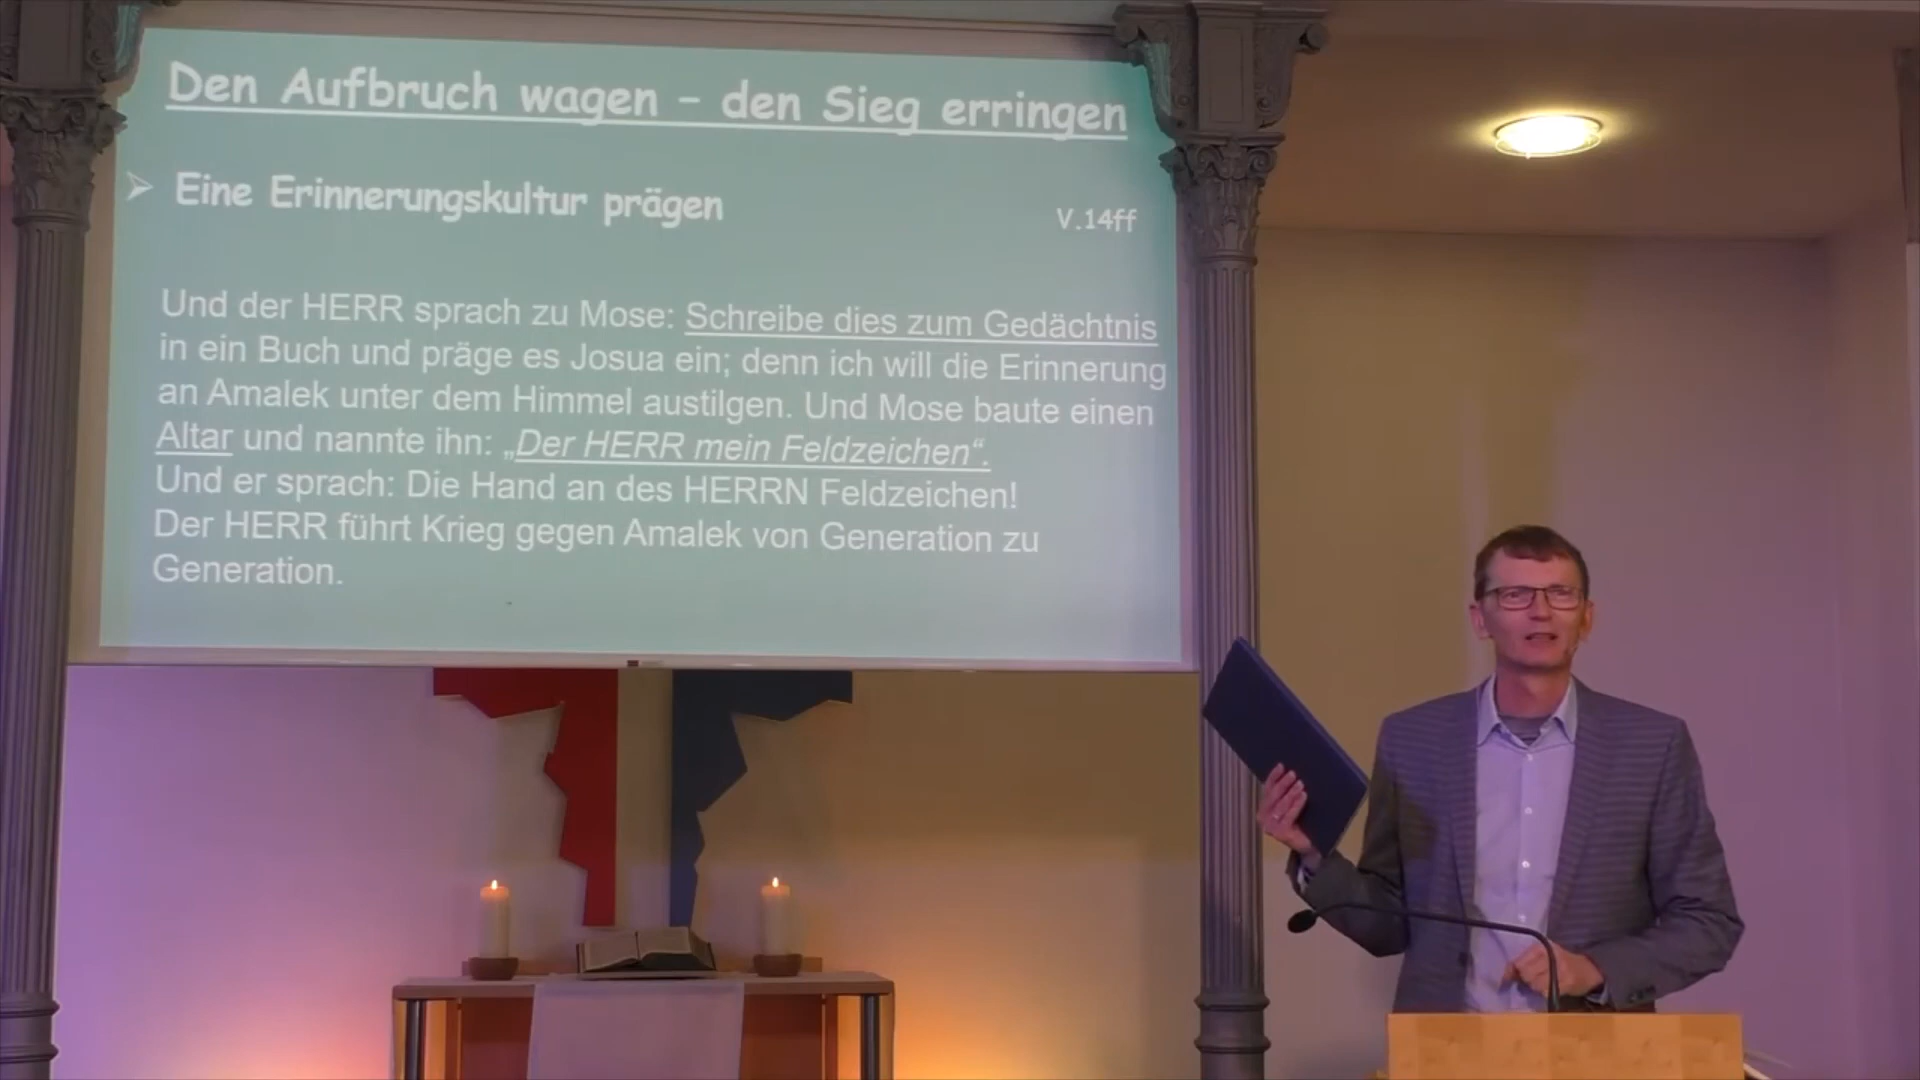 Den Aufbruch wagen – den Sieg erringen
➢ Eine Erinnerungskultur prägen
V.14ff
Und der HERR sprach zu Mose: Schreibe dies zum Gedächtnis
in ein Buch und präge es Josua ein; denn ich will die Erinnerung
an Amalek unter dem Himmel austilgen. Und Mose baute einen
Altar und nannte ihn: „Der HERR mein Feldzeichen“.
Und er sprach: Die Hand an des HERRN Feldzeichen!
Der HERR führt Krieg gegen Amalek von Generation zu
Generation.